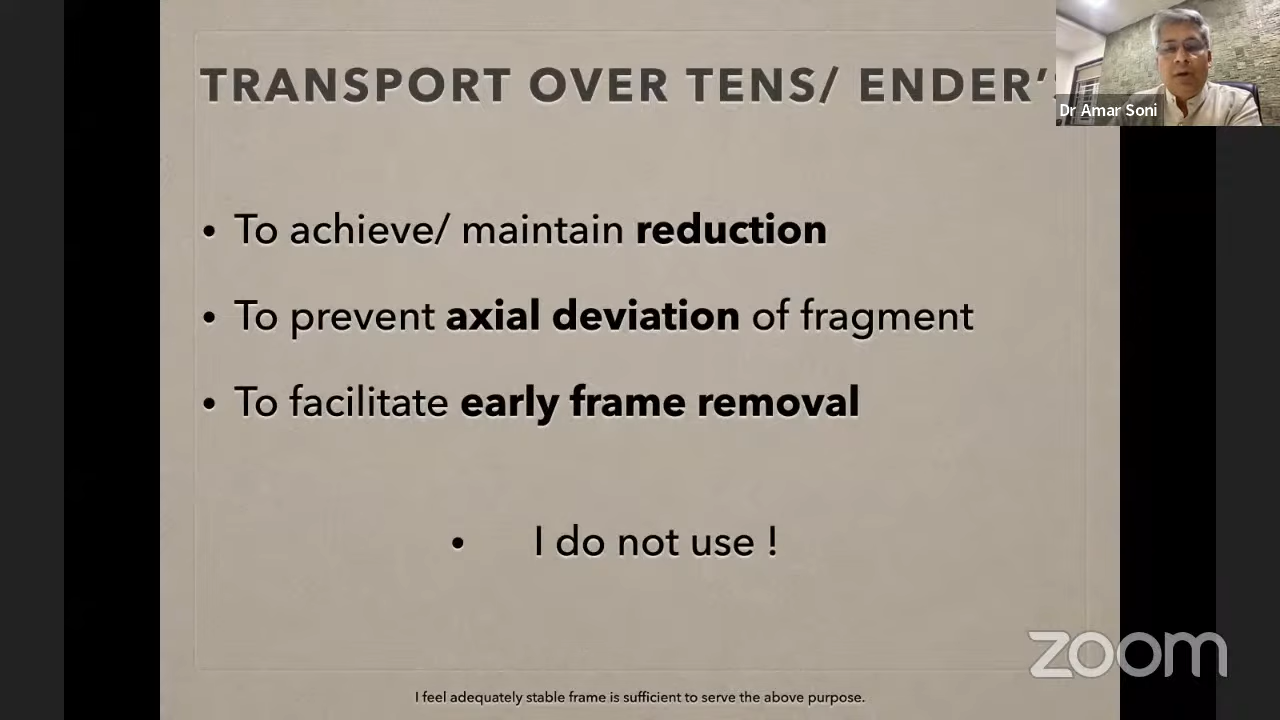 TRANSPORT OVER TENS/ ENDER'
Dr Amar Soni
• To achieve/ maintain reduction
• To prevent axial deviation of fragment
• To facilitate early frame removal
• I do not use !
zoom
I feel adequately stable frame is sufficient to serve the above purpose.